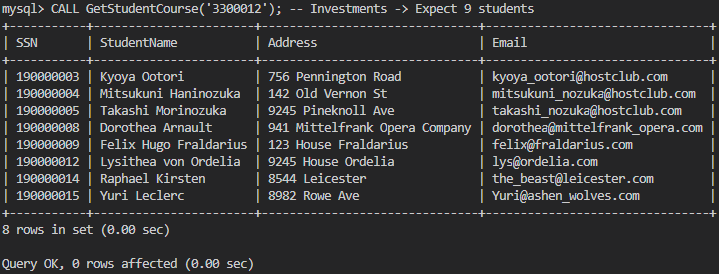 mysql> CALL GetStudentCourse('3300012'); -- Investments -> Expect 9 students
+-----------+-----------------------+------------------------------+---------------------------------+
| SSN       | StudentName           | Address                      | Email                           |
+-----------+-----------------------+------------------------------+---------------------------------+
| 190000003 | Kyoya Ootori          | 756 Pennington Road          | kyoya_ootori@hostclub.com       |
| 190000004 | Mitsukuni Haninozuka  | 142 Old Vernon St            | mitsukuni_nozuka@hostclub.com   |
| 190000005 | Takashi Morinozuka    | 9245 Pineknoll Ave           | takashi_nozuka@hostclub.com     |
| 190000008 | Dorothea Arnault      | 941 Mittelfrank Opera Company | dorothea@mittelfrank_opera.com |
| 190000009 | Felix Hugo Fraldarius | 123 House Fraldarius         | felix@fraldarius.com            |
| 190000012 | Lysithea von Ordelia  | 9245 House Ordelia           | lys@ordelia.com                 |
| 190000014 | Raphael Kirsten       | 8544 Leicester               | the_beast@leicester.com         |
| 190000015 | Yuri Leclerc          | 8982 Rowe Ave                | Yuri@ashen_wolves.com           |
+-----------+-----------------------+------------------------------+---------------------------------+
8 rows in set (0.00 sec)
Query OK, 0 rows affected (0.00 sec)